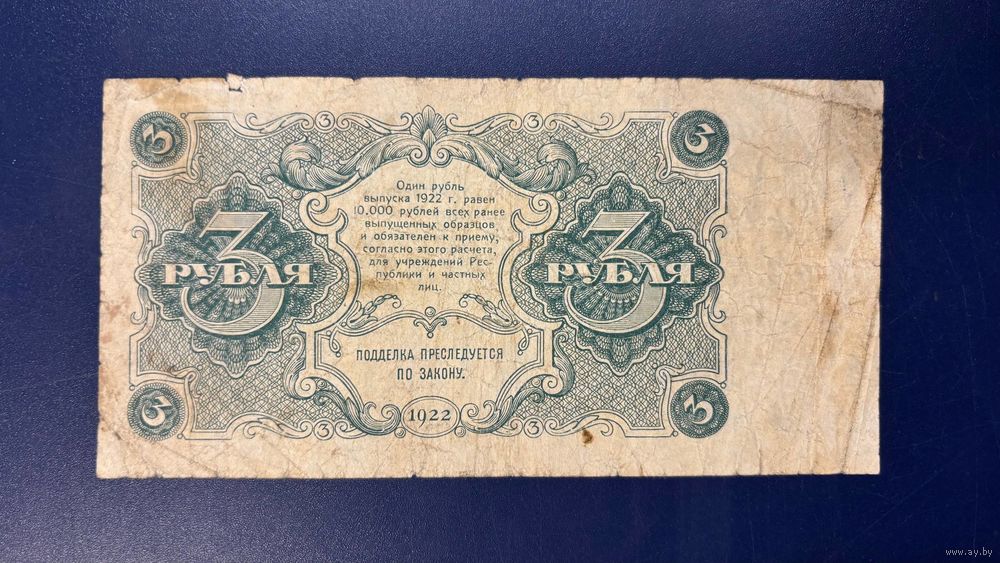 3 3 3 3
Один рубль
выпуска 1922 г. равен
10.000 рублей всех ранее
выпущенных образцов
и обязателен к приему,
согласно этого расчета,
для учреждений Рес-
публики и частных
лиц.
3 РУБЛЯ 3 РУБЛЯ
ПОДДЕЛКА ПРЕСЛЕДУЕТСЯ
ПО ЗАКОНУ.
3 3 1922 3 3
www.ay.by